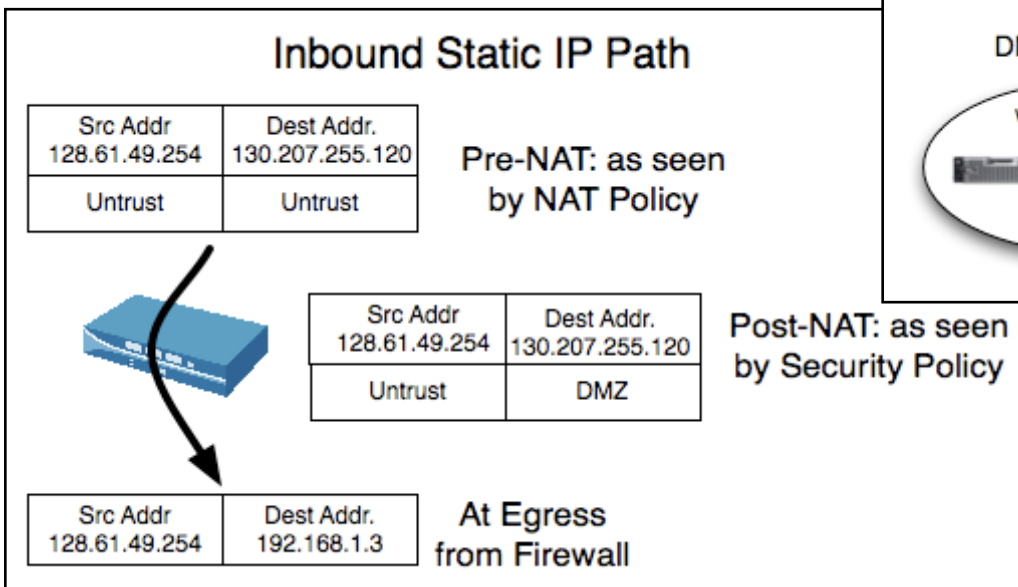 Inbound Static IP Path
Src Addr
128.61.49.254
Dest Addr.
130.207.255.120
Untrust
Untrust
Pre-NAT: as seen
by NAT Policy
Src Addr
128.61.49.254
Dest Addr.
130.207.255.120
Untrust
DMZ
Post-NAT: as seen
by Security Policy
Src Addr
128.61.49.254
Dest Addr.
192.168.1.3
At Egress
from Firewall